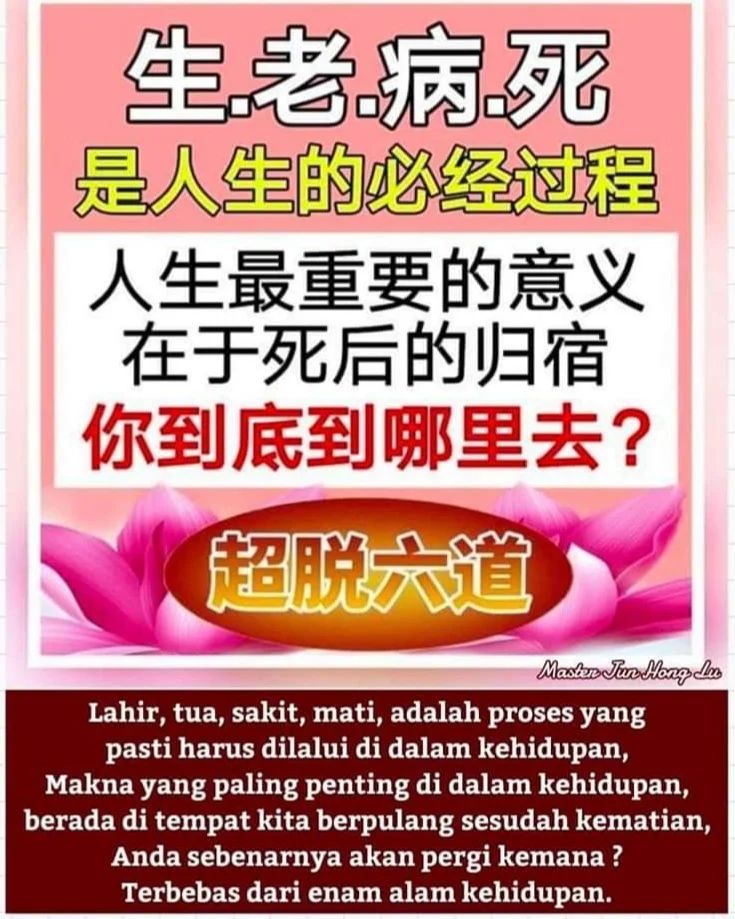 生.老.病.死
是人生的必经过程
人生最重要的意义
在于死后的归宿
你到底到哪里去？
超脱六道
Master Jun Hong Lu
Lahir, tua, sakit, mati, adalah proses yang
pasti harus dilalui di dalam kehidupan,
Makna yang paling penting di dalam kehidupan,
berada di tempat kita berpulang sesudah kematian,
Anda sebenarnya akan pergi kemana ?
Terbebas dari enam alam kehidupan.